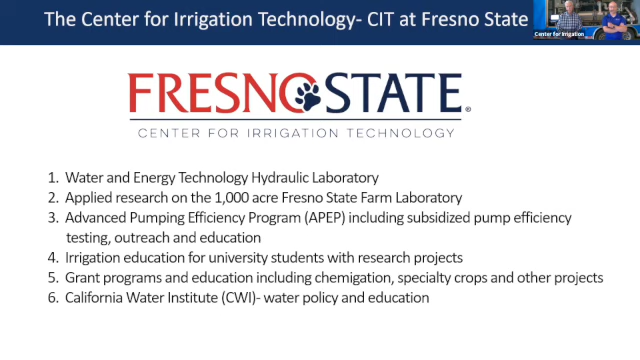 The Center for Irrigation Technology- CIT at Fresno State
Center for Irrigation
FRESNO STATE®
CENTER FOR IRRIGATION TECHNOLOGY
1. Water and Energy Technology Hydraulic Laboratory
2. Applied research on the 1,000 acre Fresno State Farm Laboratory
3. Advanced Pumping Efficiency Program (APEP) including subsidized pump efficiency
testing, outreach and education
4. Irrigation education for university students with research projects
5. Grant programs and education including chemigation, specialty crops and other projects
6. California Water Institute (CWI)- water policy and education